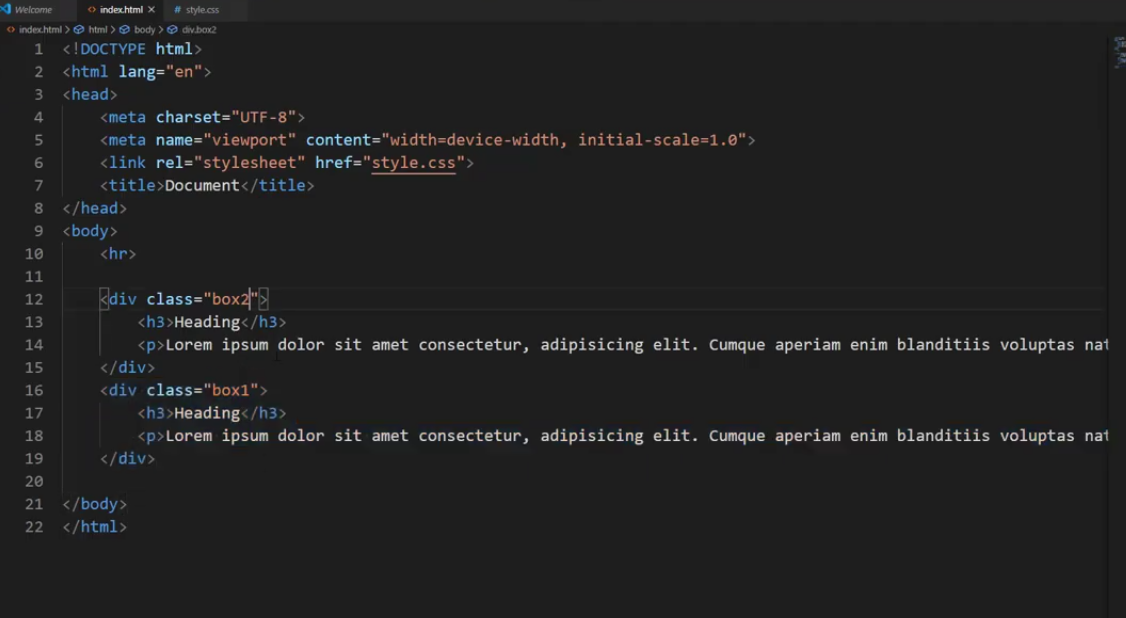 Welcome index.html × # style.css
<> index.html > html > body > div.box2
1 <!DOCTYPE html>
2 <html lang="en">
3 <head>
4 <meta charset="UTF-8">
5 <meta name="viewport" content="width=device-width, initial-scale=1.0">
6 <link rel="stylesheet" href="style.css">
7 <title>Document</title>
8 </head>
9 <body>
10 <hr>
11
12 <div class="box2">
13 <h3>Heading</h3>
14 <p>Lorem ipsum dolor sit amet consectetur, adipisicing elit. Cumque aperiam enim blanditiis voluptas nat
15 </div>
16 <div class="box1">
17 <h3>Heading</h3>
18 <p>Lorem ipsum dolor sit amet consectetur, adipisicing elit. Cumque aperiam enim blanditiis voluptas nat
19 </div>
20
21 </body>
22 </html>